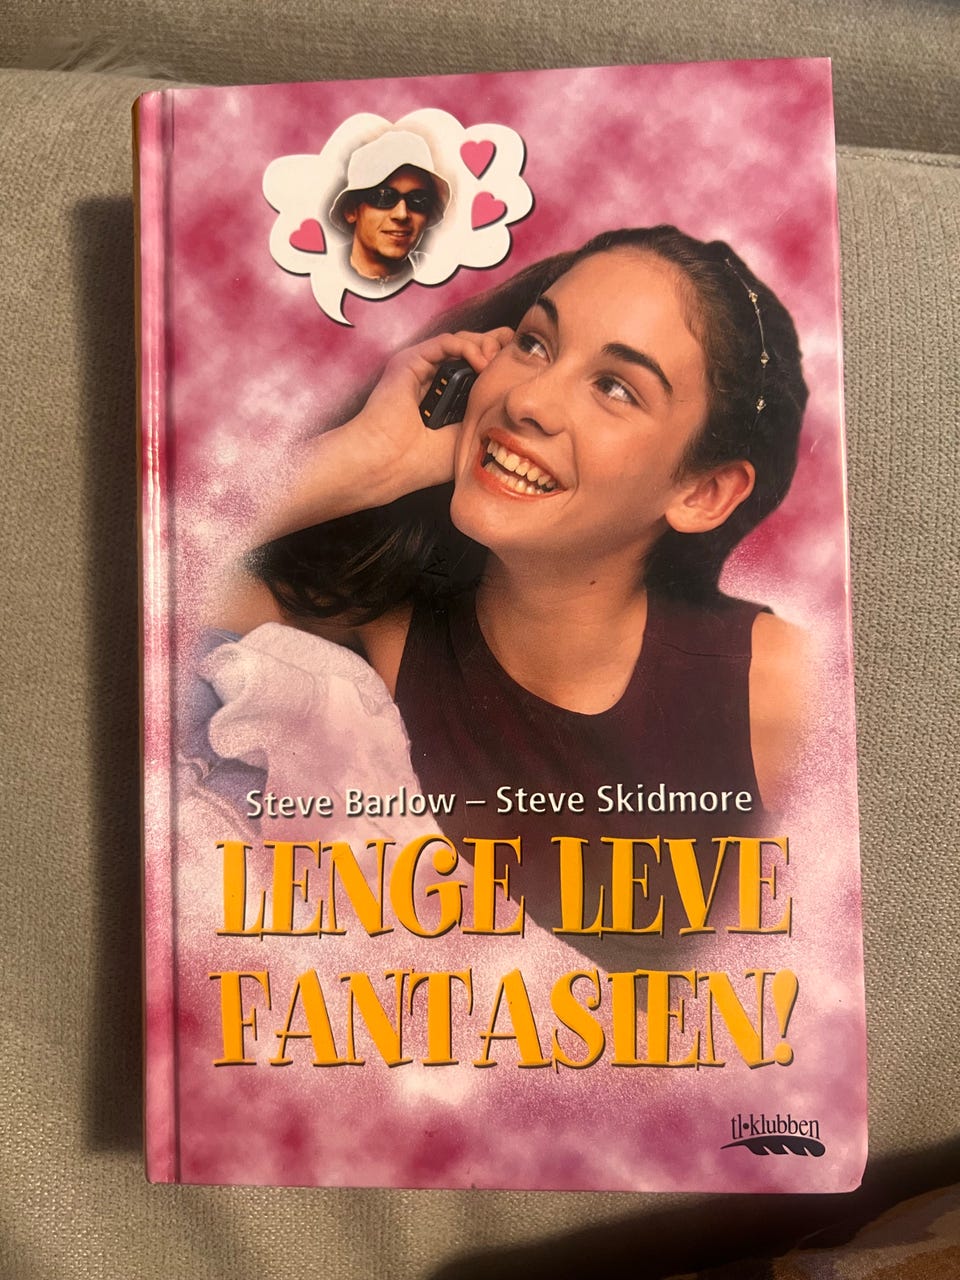 Steve Barlow – Steve Skidmore
LENGE LEVE
FANTASIEN!
tl•klubben